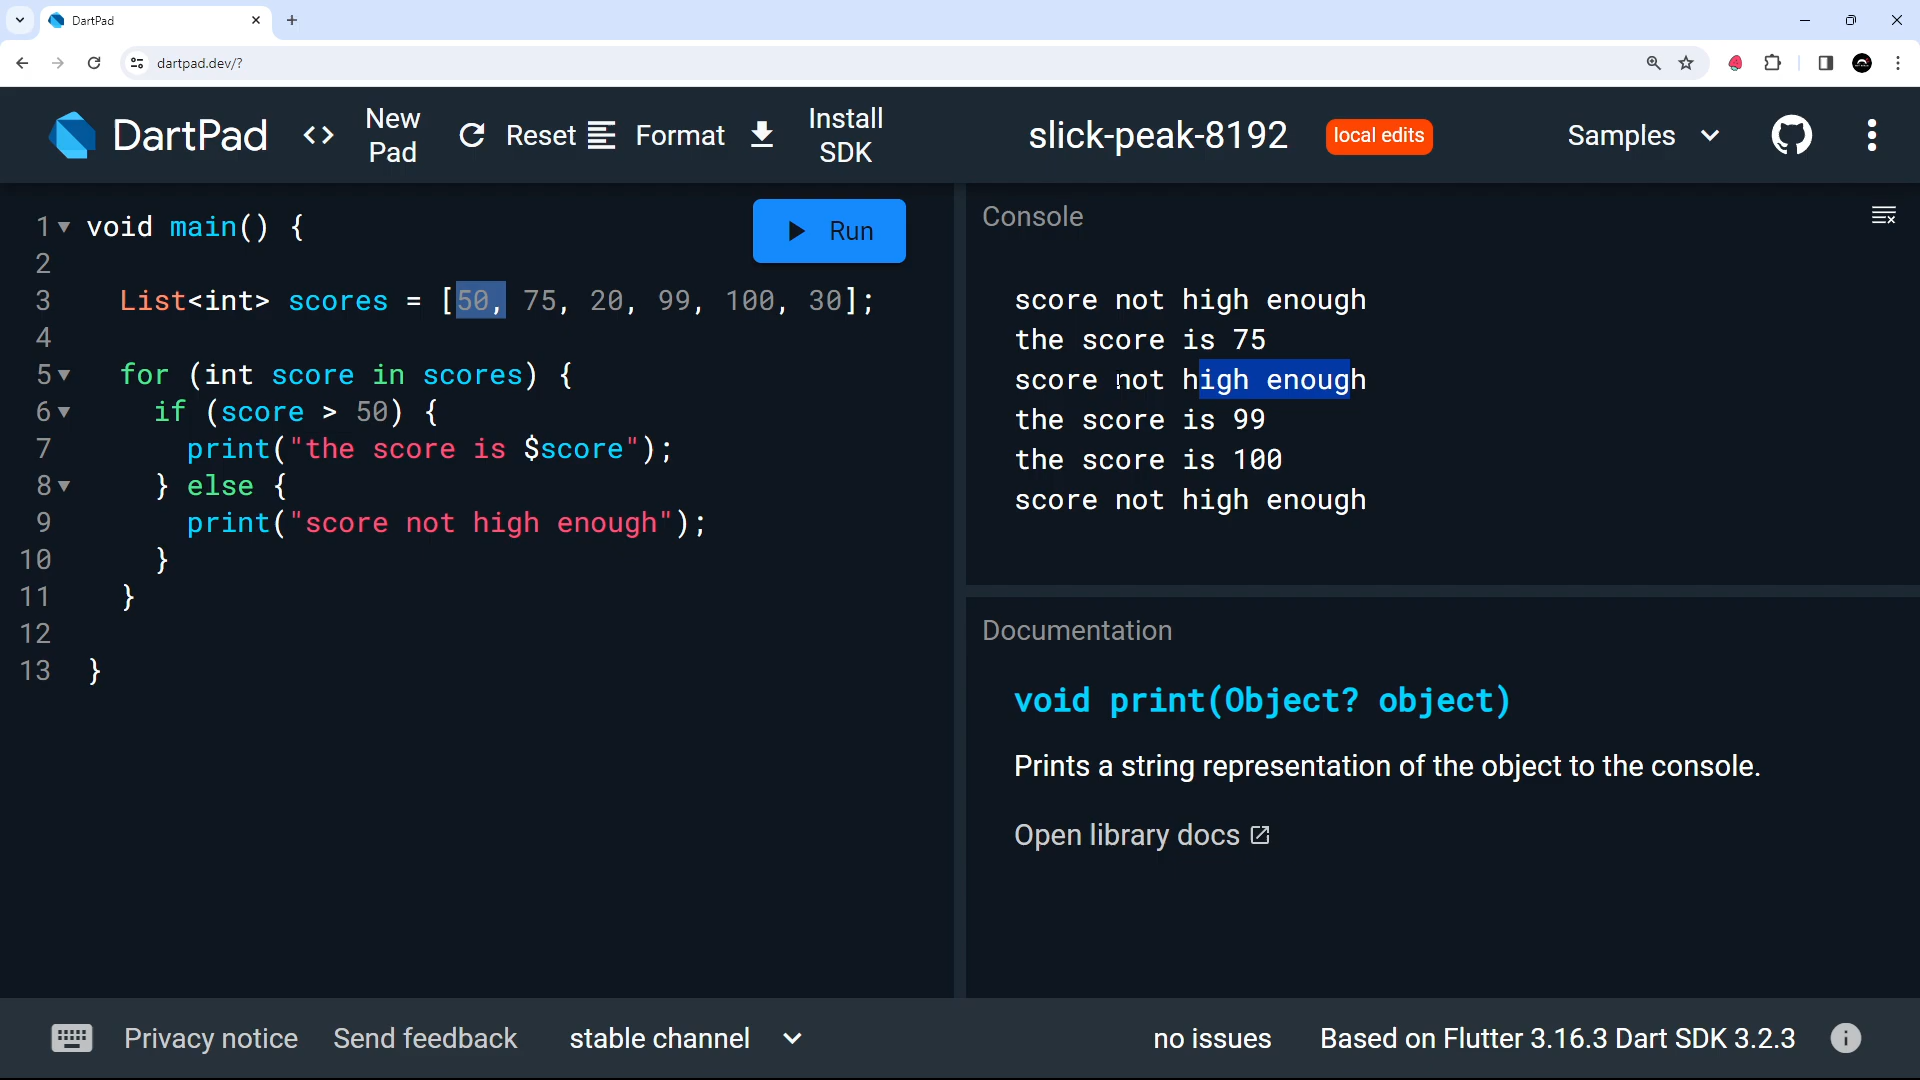 DartPad
dartpad.dev/?
DartPad
<>
New Pad
Reset
Format
Install SDK
slick-peak-8192
local edits
Samples
1 void main() {
2
3   List<int> scores = [50, 75, 20, 99, 100, 30];
4
5   for (int score in scores) {
6     if (score > 50) {
7       print("the score is $score");
8     } else {
9       print("score not high enough");
10     }
11   }
12
13 }
Run
Console
score not high enough
the score is 75
score not high enough
the score is 99
the score is 100
score not high enough
Documentation
void print(Object? object)
Prints a string representation of the object to the console.
Open library docs
Privacy notice
Send feedback
stable channel
no issues
Based on Flutter 3.16.3 Dart SDK 3.2.3